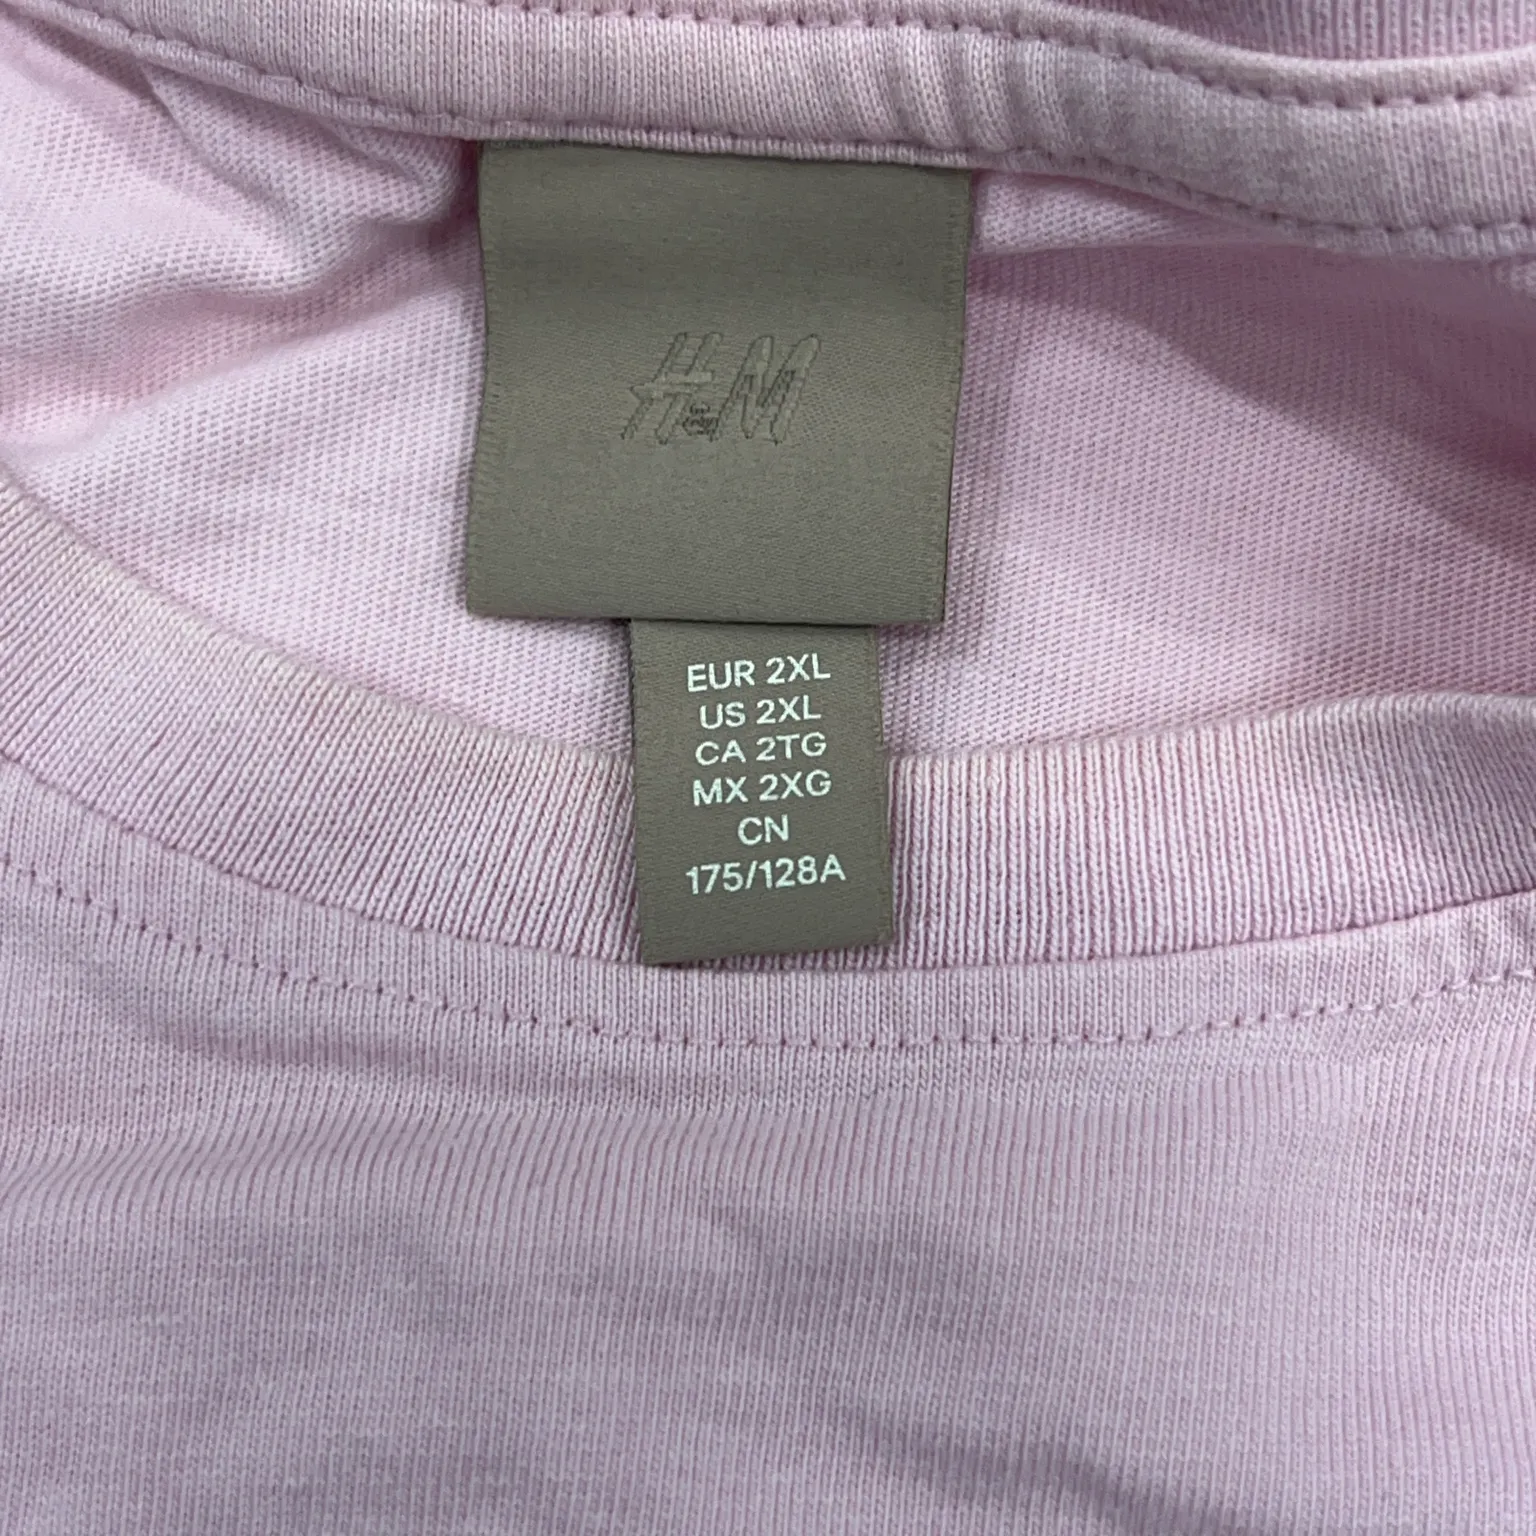 H&M
EUR 2XL
US 2XL
CA 2TG
MX 2XG
CN
175/128A